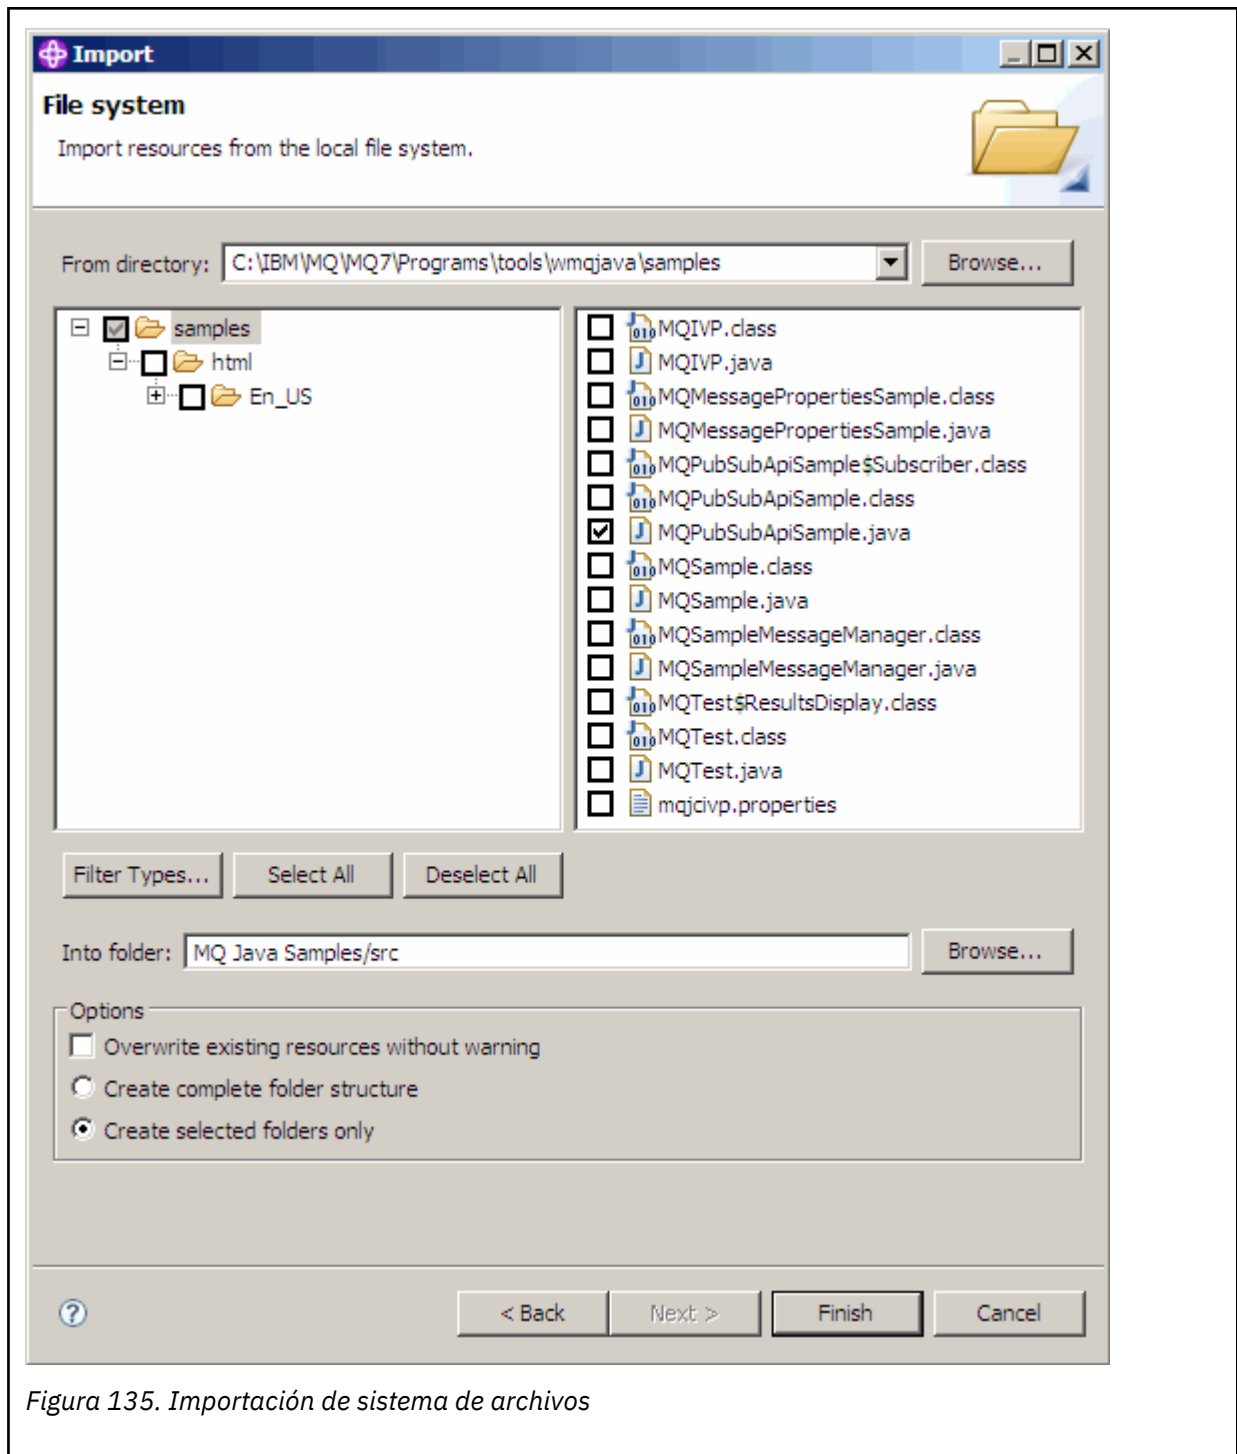 Import
File system
Import resources from the local file system.
From directory: C:\IBM\MQ\MQ7\Programs\tools\wmqjava\samples Browse...
samples
html
En_US
MQIVP.class
MQIVP.java
MQMessagePropertiesSample.class
MQMessagePropertiesSample.java
MQPubSubApiSample$Subscriber.class
MQPubSubApiSample.class
MQPubSubApiSample.java
MQSample.class
MQSample.java
MQSampleMessageManager.class
MQSampleMessageManager.java
MQTest$ResultsDisplay.class
MQTest.class
MQTest.java
mqjcivp.properties
Filter Types... Select All Deselect All
Into folder: MQ Java Samples/src Browse...
Options
Overwrite existing resources without warning
Create complete folder structure
Create selected folders only
< Back Next > Finish Cancel
Figura 135. Importación de sistema de archivos